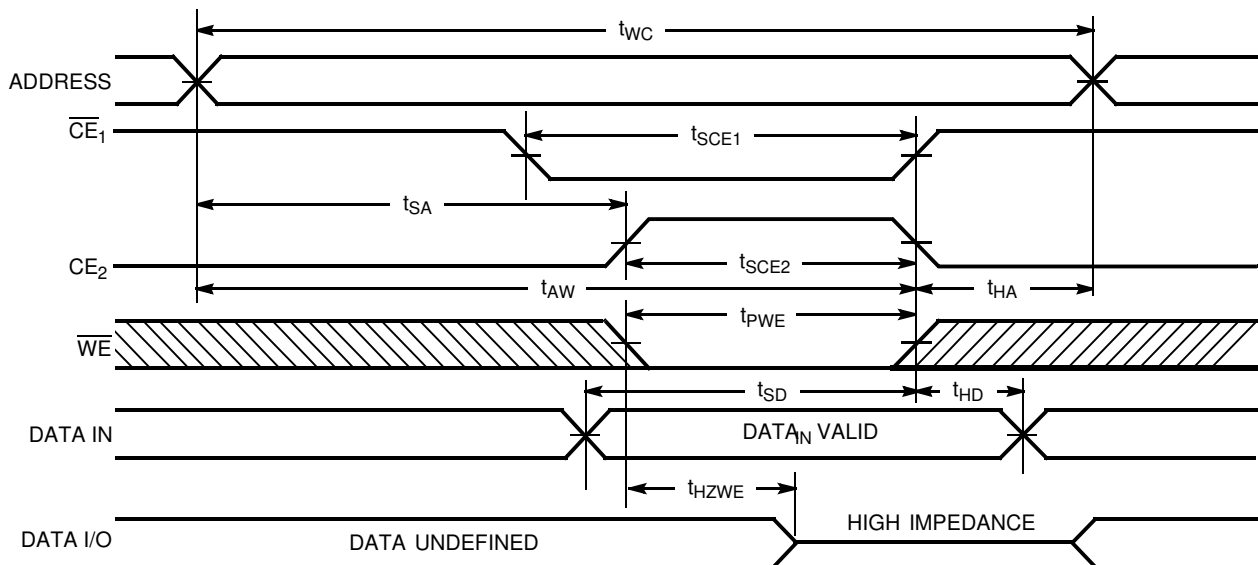 tWC
ADDRESS
CE1
tSCE1
tSA
CE2
tSCE2
tAW
tHA
tPWE
WE
tSD
tHD
DATA IN
DATAIN VALID
tHZWE
HIGH IMPEDANCE
DATA I/O
DATA UNDEFINED